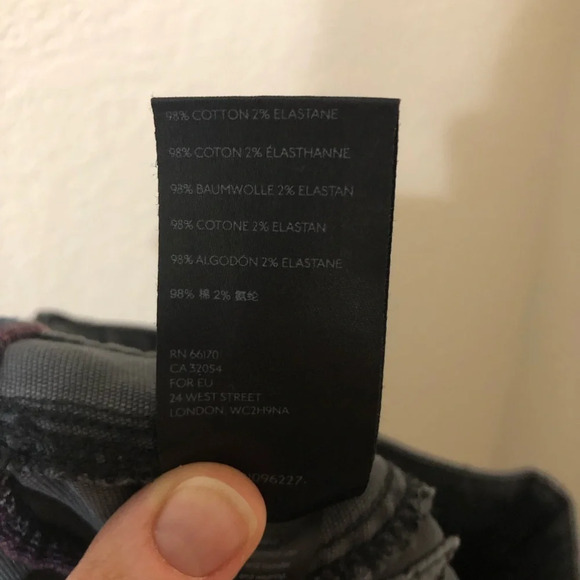 98% COTTON 2% ELASTANE
98% COTON 2% ÉLASTHANNE
98% BAUMWOLLE 2% ELASTAN
98% COTONE 2% ELASTAN
98% ALGODÓN 2% ELASTANE
98% 棉 2% 氨纶
RN 66170
CA 32054
FOR EU
24 WEST STREET
LONDON, WC2H9NA